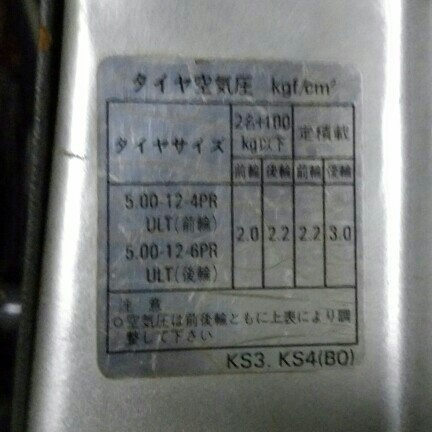 タイヤ空気圧 kgf/cm²
タイヤサイズ 2名+100kg以下 定積載
前輪 後輪 前輪 後輪
5.00-12-4PR
ULT(前輪)
5.00-12-6PR
ULT(後輪)
2.0 2.2 2.2 3.0
注 意
○空気圧は前後輪ともに上表により調
整して下さい
KS3. KS4(BO)